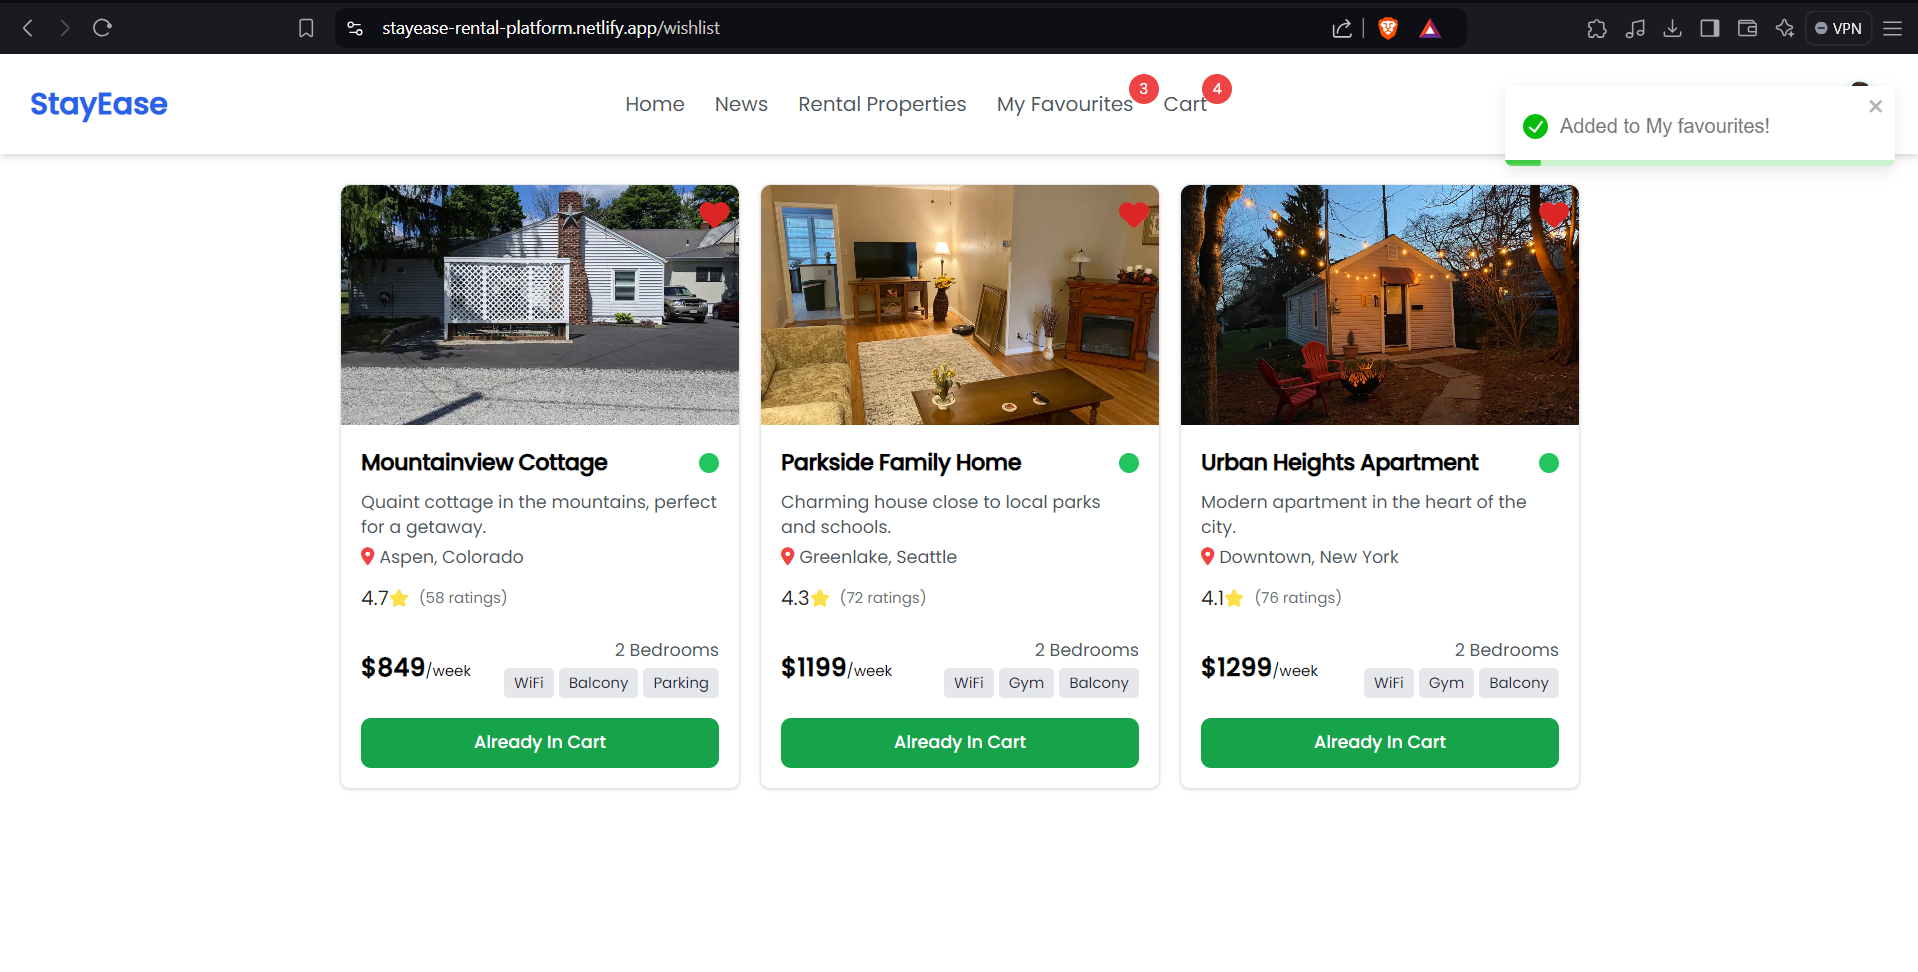 stayease-rental-platform.netlify.app/wishlist
VPN
StayEase
Home
News
Rental Properties
My Favourites
3
Cart
4
Added to My favourites!
Mountainview Cottage
Quaint cottage in the mountains, perfect
for a getaway.
Aspen, Colorado
4.7 (58 ratings)
2 Bedrooms
$849/week
WiFi Balcony Parking
Already In Cart
Parkside Family Home
Charming house close to local parks
and schools.
Greenlake, Seattle
4.3 (72 ratings)
2 Bedrooms
$1199/week
WiFi Gym Balcony
Already In Cart
Urban Heights Apartment
Modern apartment in the heart of the
city.
Downtown, New York
4.1 (76 ratings)
2 Bedrooms
$1299/week
WiFi Gym Balcony
Already In Cart